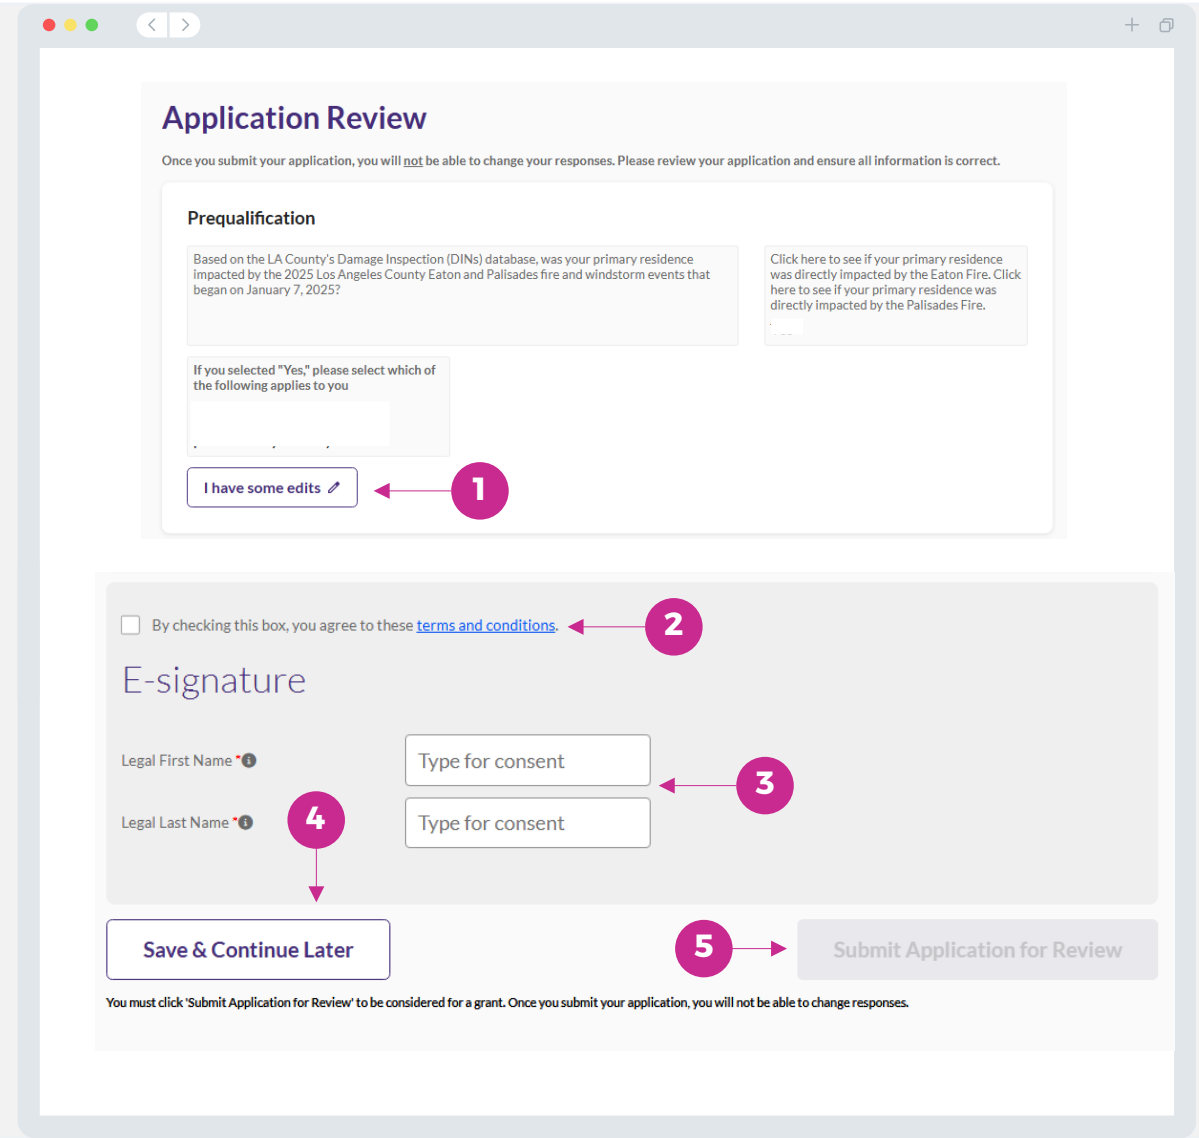 Application Review
Once you submit your application, you will not be able to change your responses. Please review your application and ensure all information is correct.
Prequalification
Based on the LA County's Damage Inspection (DINs) database, was your primary residence
impacted by the 2025 Los Angeles County Eaton and Palisades fire and windstorm events that
began on January 7, 2025?
Click here to see if your primary residence
was directly impacted by the Eaton Fire. Click
here to see if your primary residence was
directly impacted by the Palisades Fire.
If you selected "Yes," please select which of
the following applies to you
I have some edits
1
By checking this box, you agree to these terms and conditions.
2
E-signature
Legal First Name *
Type for consent
3
Legal Last Name *
Type for consent
4
Save & Continue Later
5
Submit Application for Review
You must click 'Submit Application for Review' to be considered for a grant. Once you submit your application, you will not be able to change responses.